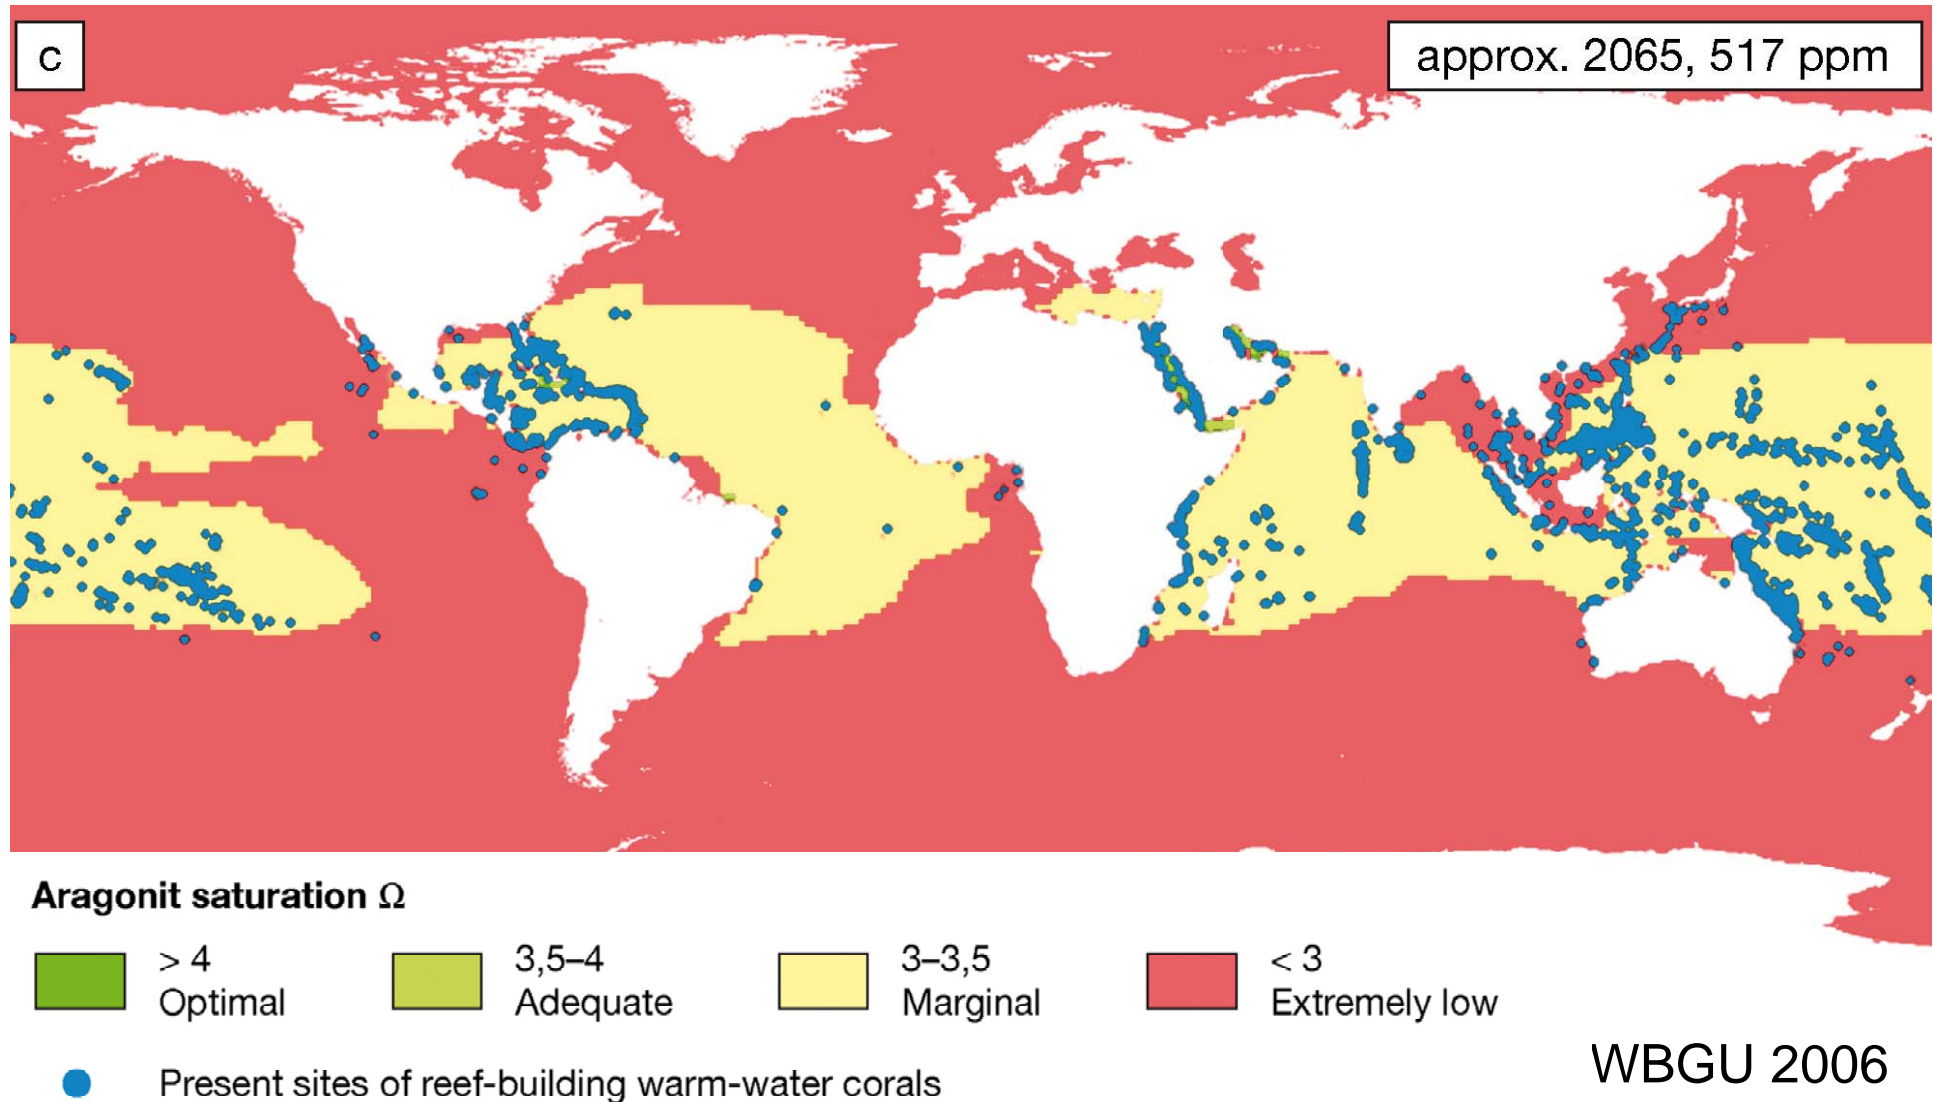 c
approx. 2065, 517 ppm
Aragonit saturation Ω
> 4
Optimal
3,5–4
Adequate
3–3,5
Marginal
< 3
Extremely low
Present sites of reef-building warm-water corals
WBGU 2006